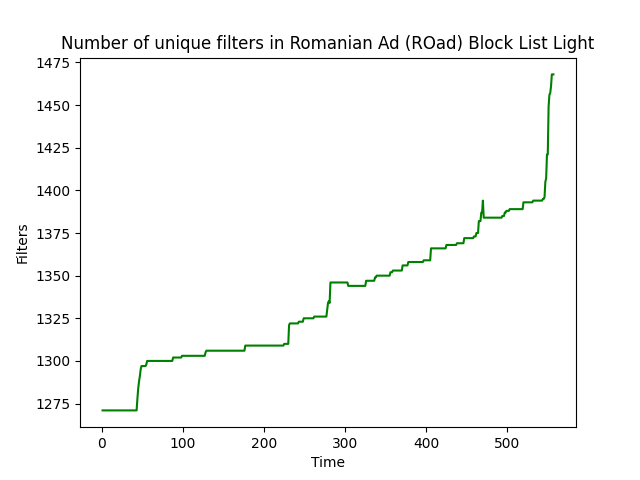 Number of unique filters in Romanian Ad (ROad) Block List Light
1475
1450
1425
1400
1375
1350
1325
1300
1275
Filters
0 100 200 300 400 500
Time